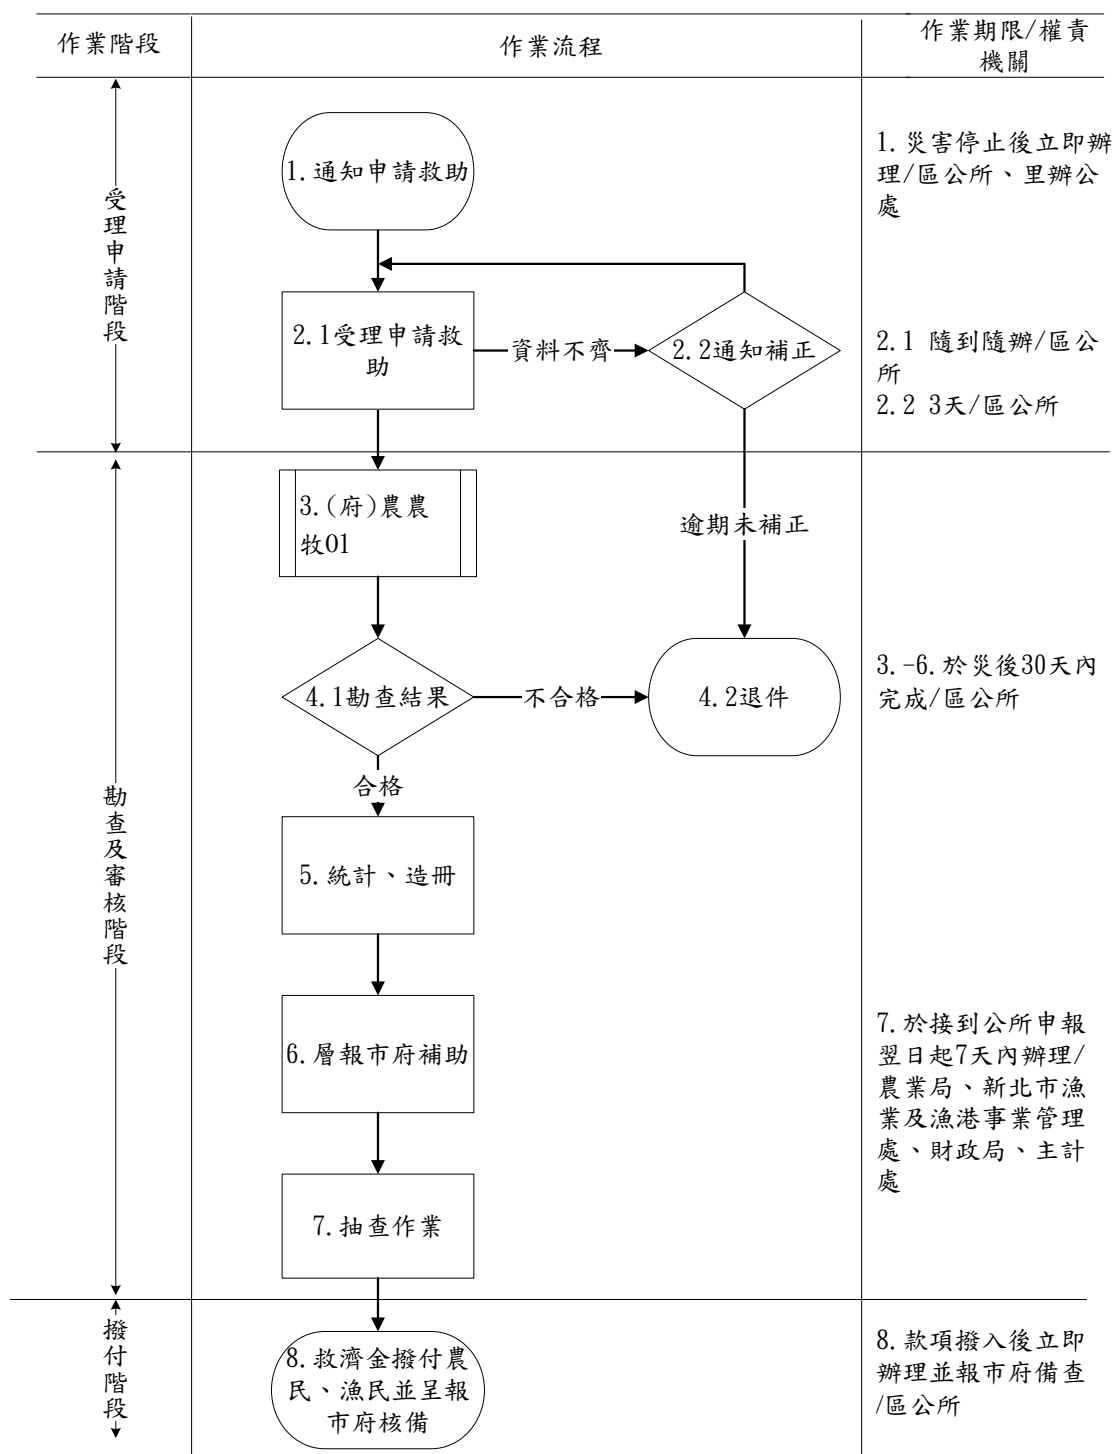 作業階段
作業流程
作業期限/權責
機關
受理申請階段
1.通知申請救助
1.災害停止後立即辦
理/區公所、里辦公
處
2.1受理申請救
助
資料不齊
2.2通知補正
2.1 隨到隨辦/區公
所
2.2 3天/區公所
勘查及審核階段
3.(府)農農
牧01
逾期未補正
4.1勘查結果
不合格
4.2退件
3.-6.於災後30天內
完成/區公所
合格
5.統計、造冊
6.層報市府補助
7.抽查作業
7.於接到公所申報
翌日起7天內辦理/
農業局、新北市漁
業及漁港事業管理
處、財政局、主計
處
撥付階段
8.救濟金撥付農
民、漁民並呈報
市府核備
8.款項撥入後立即
辦理並報市府備查
/區公所